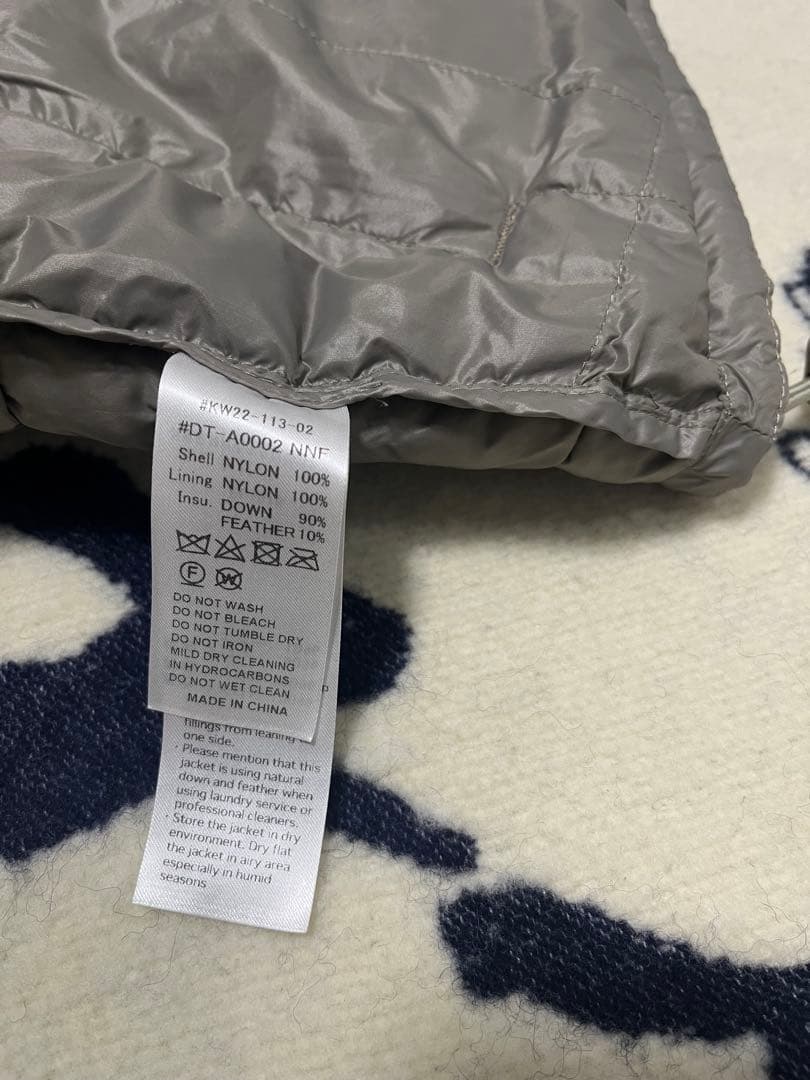 #KW22-113-02
#DT-A0002 NNF
Shell NYLON 100%
Lining NYLON 100%
Insu. DOWN 90%
FEATHER 10%
F
W
DO NOT WASH
DO NOT BLEACH
DO NOT TUMBLE DRY
DO NOT IRON
MILD DRY CLEANING
IN HYDROCARBONS
DO NOT WET CLEAN
MADE IN CHINA
fillings from leaning
one side.
· Please mention that this
jacket is using natural
down and feather when
using laundry service or
professional cleaners.
· Store the jacket in dry
environment. Dry flat
the jacket in airy area
especially in humid
seasons